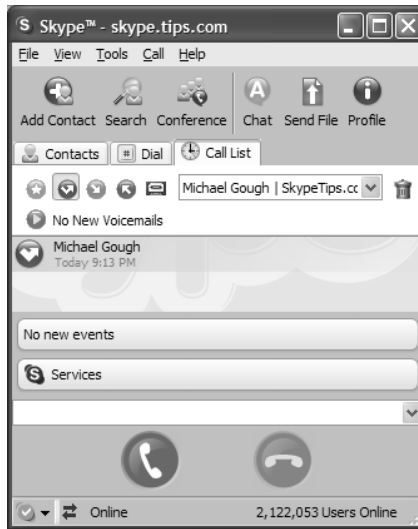 Skype™ - skype.tips.com
File View Tools Call Help
Add Contact Search Conference Chat Send File Profile
Contacts # Dial Call List
Michael Gough | SkypeTips.cc
No New Voicemails
Michael Gough
Today 9:13 PM
No new events
Services
Online 2,122,053 Users Online